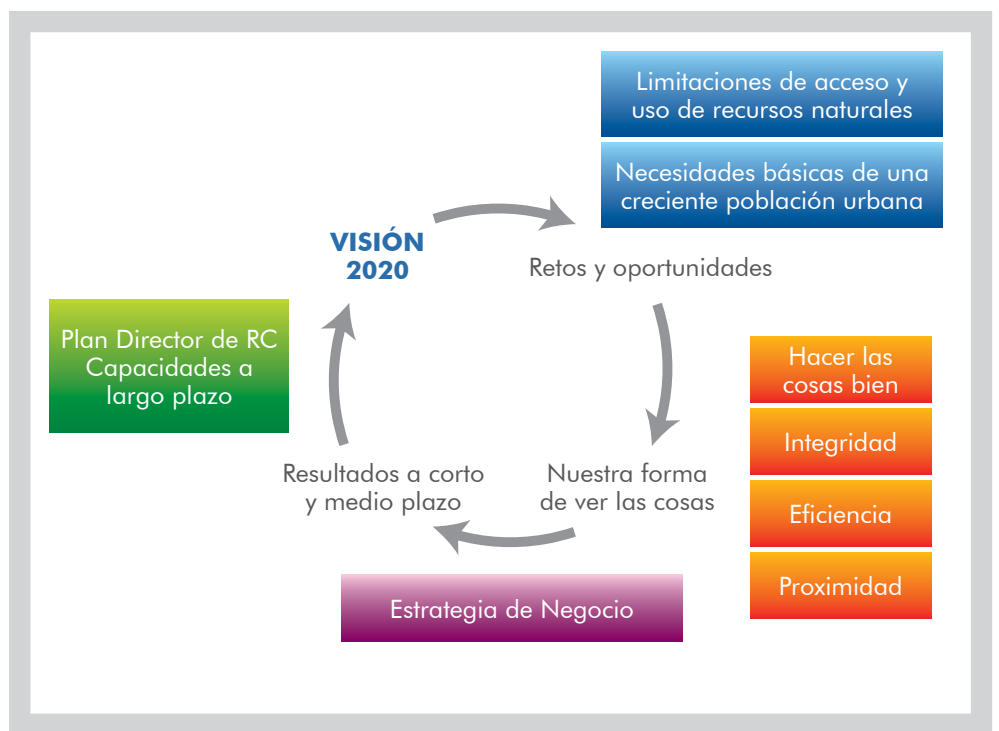 Limitaciones de acceso y
uso de recursos naturales
Necesidades básicas de una
creciente población urbana
VISIÓN
2020
Retos y oportunidades
Plan Director de RC
Capacidades a
largo plazo
Hacer las
cosas bien
Integridad
Eficiencia
Proximidad
Resultados a corto
y medio plazo
Nuestra forma
de ver las cosas
Estrategia de Negocio